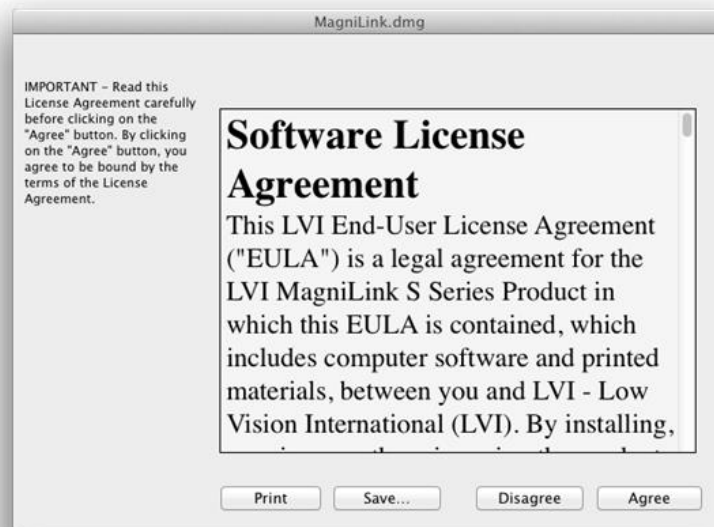 MagniLink.dmg
IMPORTANT – Read this
License Agreement carefully
before clicking on the
"Agree" button. By clicking
on the "Agree" button, you
agree to be bound by the
terms of the License
Agreement.
Software License
Agreement
This LVI End-User License Agreement
("EULA") is a legal agreement for the
LVI MagniLink S Series Product in
which this EULA is contained, which
includes computer software and printed
materials, between you and LVI - Low
Vision International (LVI). By installing,
Print
Save...
Disagree
Agree